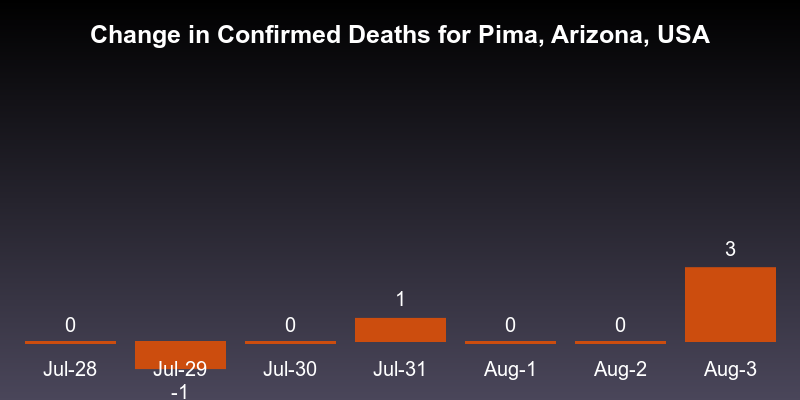 Change in Confirmed Deaths for Pima, Arizona, USA
3
1
0
0
0
0
Jul-28
Jul-29
Jul-30
Jul-31
Aug-1
Aug-2
Aug-3
-1